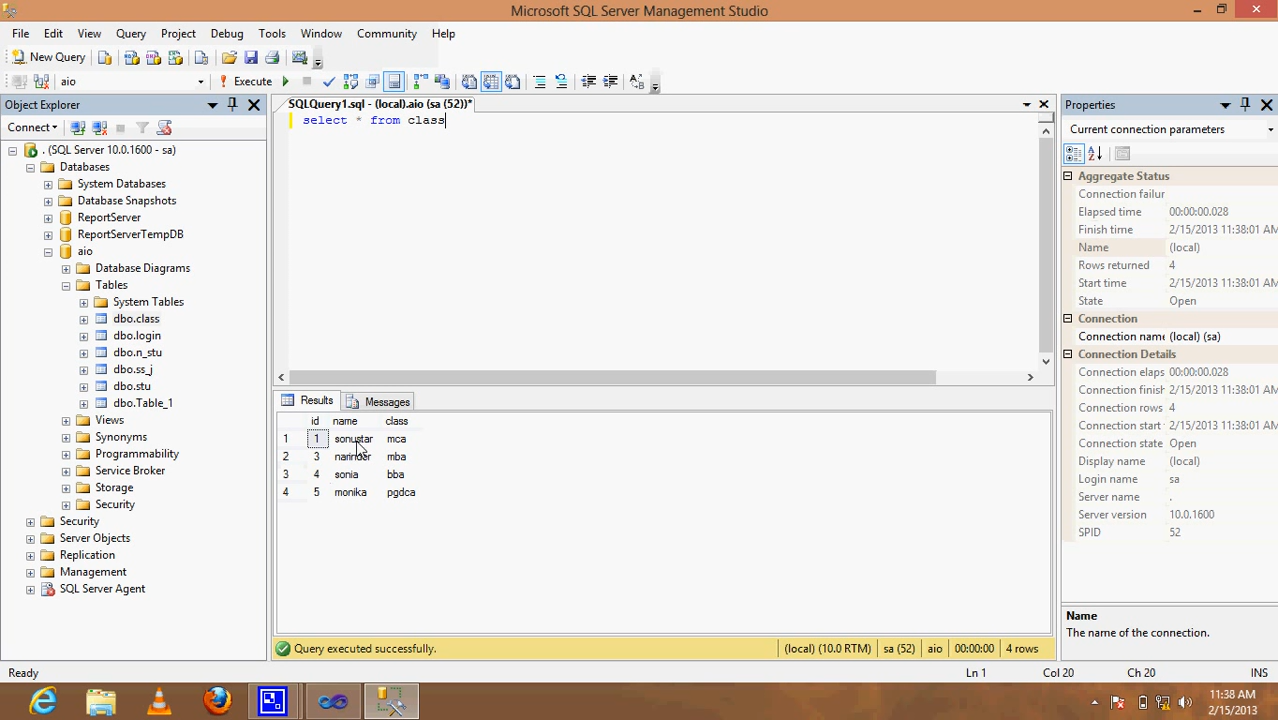 Microsoft SQL Server Management Studio
File Edit View Query Project Debug Tools Window Community Help
New Query
aio Execute
Object Explorer
Connect
. (SQL Server 10.0.1600 - sa)
Databases
System Databases
Database Snapshots
ReportServer
ReportServerTempDB
aio
Database Diagrams
Tables
System Tables
dbo.class
dbo.login
dbo.n_stu
dbo.ss_j
dbo.stu
dbo.Table_1
Views
Synonyms
Programmability
Service Broker
Storage
Security
Security
Server Objects
Replication
Management
SQL Server Agent
SQLQuery1.sql - (local).aio (sa (52))*
select * from class
Results Messages
id name class
1 1 sonustar mca
2 3 narinder mba
3 4 sonia bba
4 5 monika pgdca
Query executed successfully. (local) (10.0 RTM) sa (52) aio 00:00:00 4 rows
Properties
Current connection parameters
Aggregate Status
Connection failur
Elapsed time 00:00:00.028
Finish time 2/15/2013 11:38:01 AM
Name (local)
Rows returned 4
Start time 2/15/2013 11:38:01 AM
State Open
Connection
Connection name (local) (sa)
Connection Details
Connection elaps 00:00:00.028
Connection finish 2/15/2013 11:38:01 AM
Connection rows 4
Connection start 2/15/2013 11:38:01 AM
Connection state Open
Display name (local)
Login name sa
Server name .
Server version 10.0.1600
SPID 52
Name
The name of the connection.
Ready Ln 1 Col 20 Ch 20 INS
11:38 AM
2/15/2013